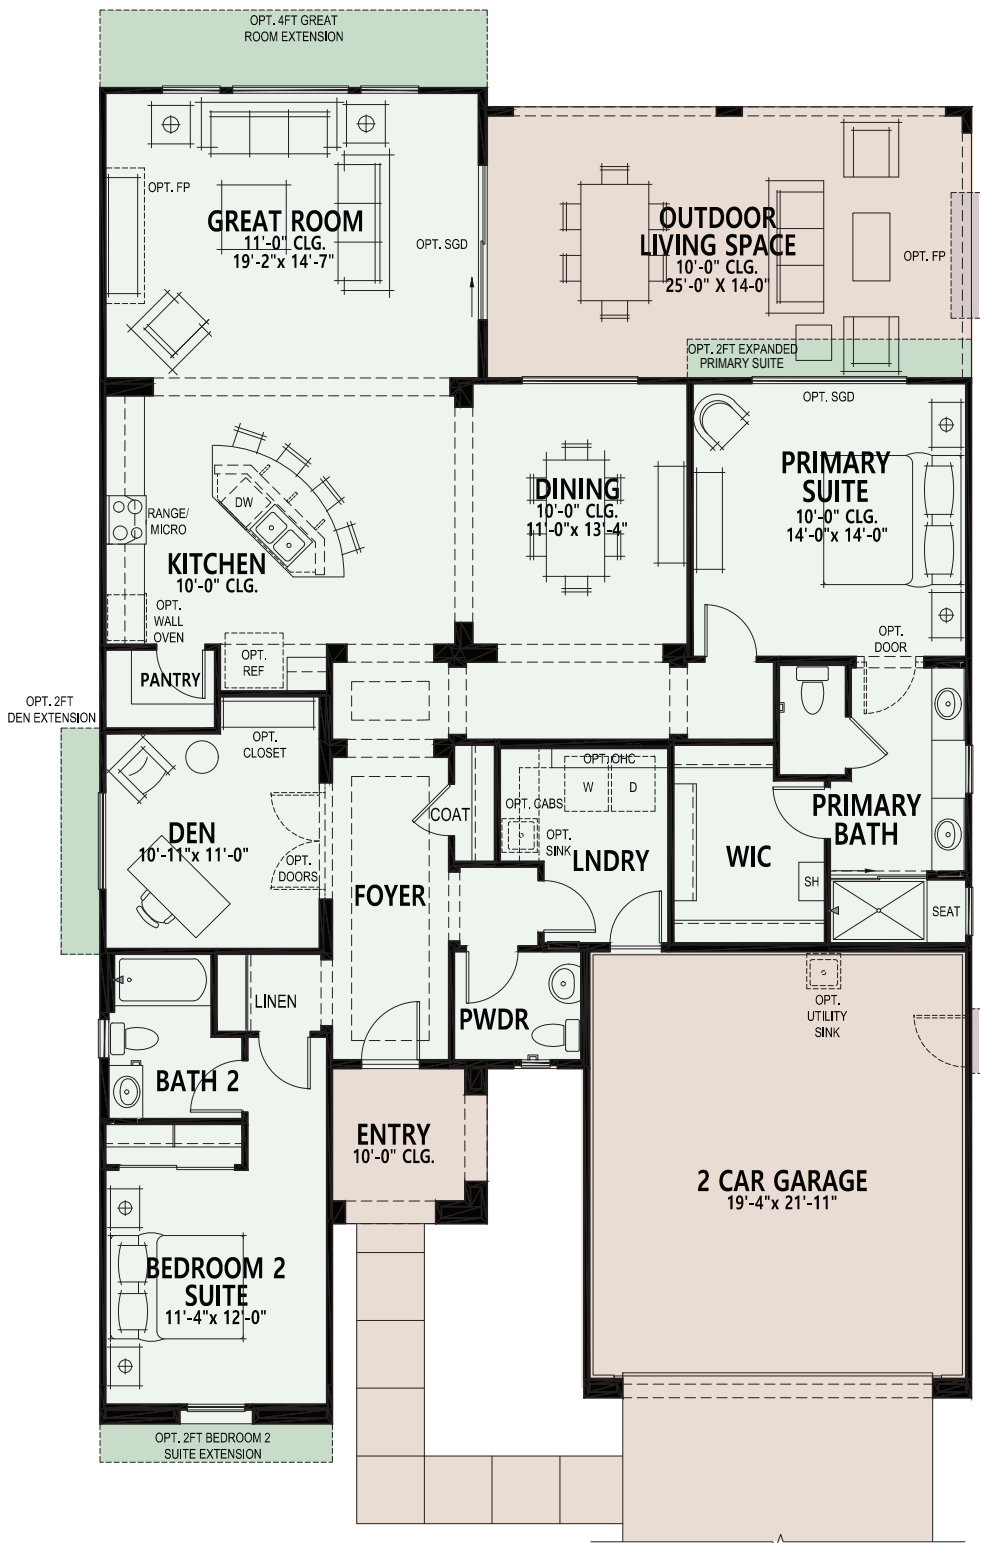 OPT. 4FT GREAT
ROOM EXTENSION
OPT. FP
GREAT ROOM
11'-0" CLG.
19'-2"x 14'-7"
OPT. SGD
OUTDOOR
LIVING SPACE
10'-0" CLG.
25'-0" X 14-0"
OPT. FP
OPT. 2FT EXPANDED
PRIMARY SUITE
OPT. SGD
PRIMARY
SUITE
10'-0" CLG.
14'-0"x 14'-0"
DINING
10'-0" CLG.
11'-0"x 13'-4"
DW
RANGE/
MICRO
KITCHEN
10'-0" CLG.
OPT.
WALL
OVEN
OPT.
REF
OPT.
DOOR
PANTRY
OPT. 2FT
DEN EXTENSION
OPT.
CLOSET
OPT. OHC
W
D
OPT. CABS
OPT.
SINK
COAT
DEN
10'-11"x 11'-0"
OPT.
DOORS
FOYER
LNDRY
WIC
PRIMARY
BATH
SH
SEAT
LINEN
PWDR
OPT.
UTILITY
SINK
BATH 2
ENTRY
10'-0" CLG.
2 CAR GARAGE
19'-4"x 21'-11"
BEDROOM 2
SUITE
11'-4"x 12'-0"
OPT. 2FT BEDROOM 2
SUITE EXTENSION